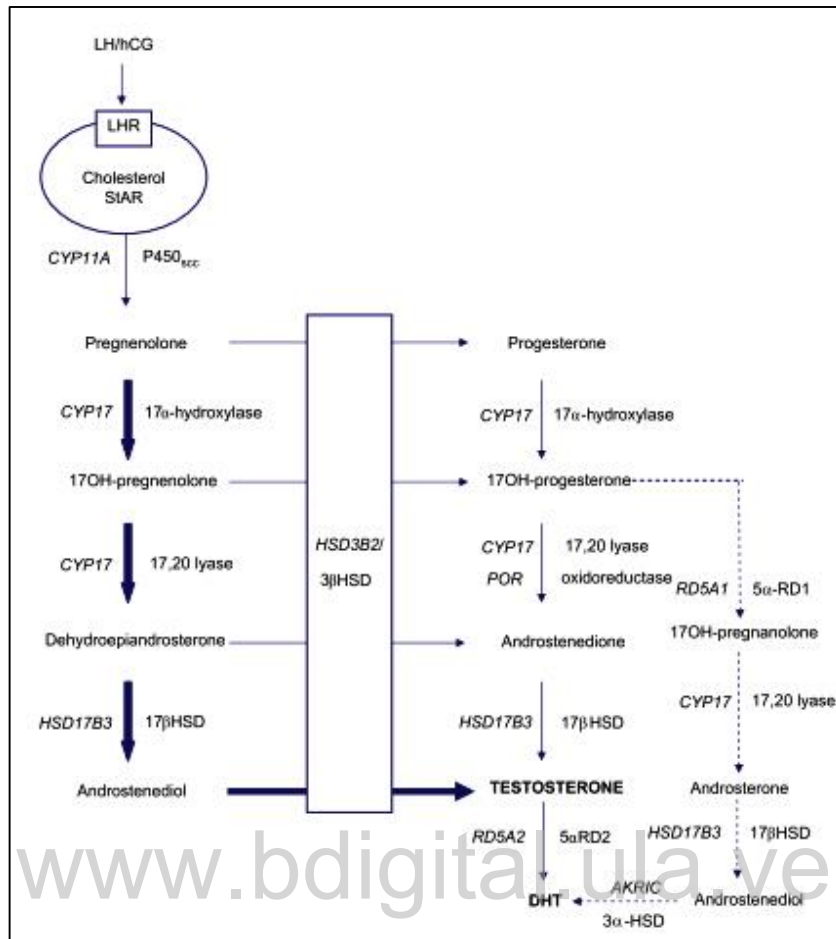 LH/hCG
LHR
Cholesterol
StAR
CYP11A P450scc
Pregnenolone Progesterone
CYP17 17α-hydroxylase CYP17 17α-hydroxylase
17OH-pregnenolone 17OH-progesterone
HSD3B2/
3βHSD
CYP17 17,20 lyase CYP17 17,20 lyase
POR oxidoreductase
RD5A1 5α-RD1
Dehydroepiandrosterone Androstenedione 17OH-pregnanolone
CYP17 17,20 lyase
HSD17B3 17βHSD HSD17B3 17βHSD
Androstenediol TESTOSTERONE Androsterone
RD5A2 5αRD2 HSD17B3 17βHSD
www.bdigital.ula.ve
DHT AKRIC Androstenediol
3α-HSD